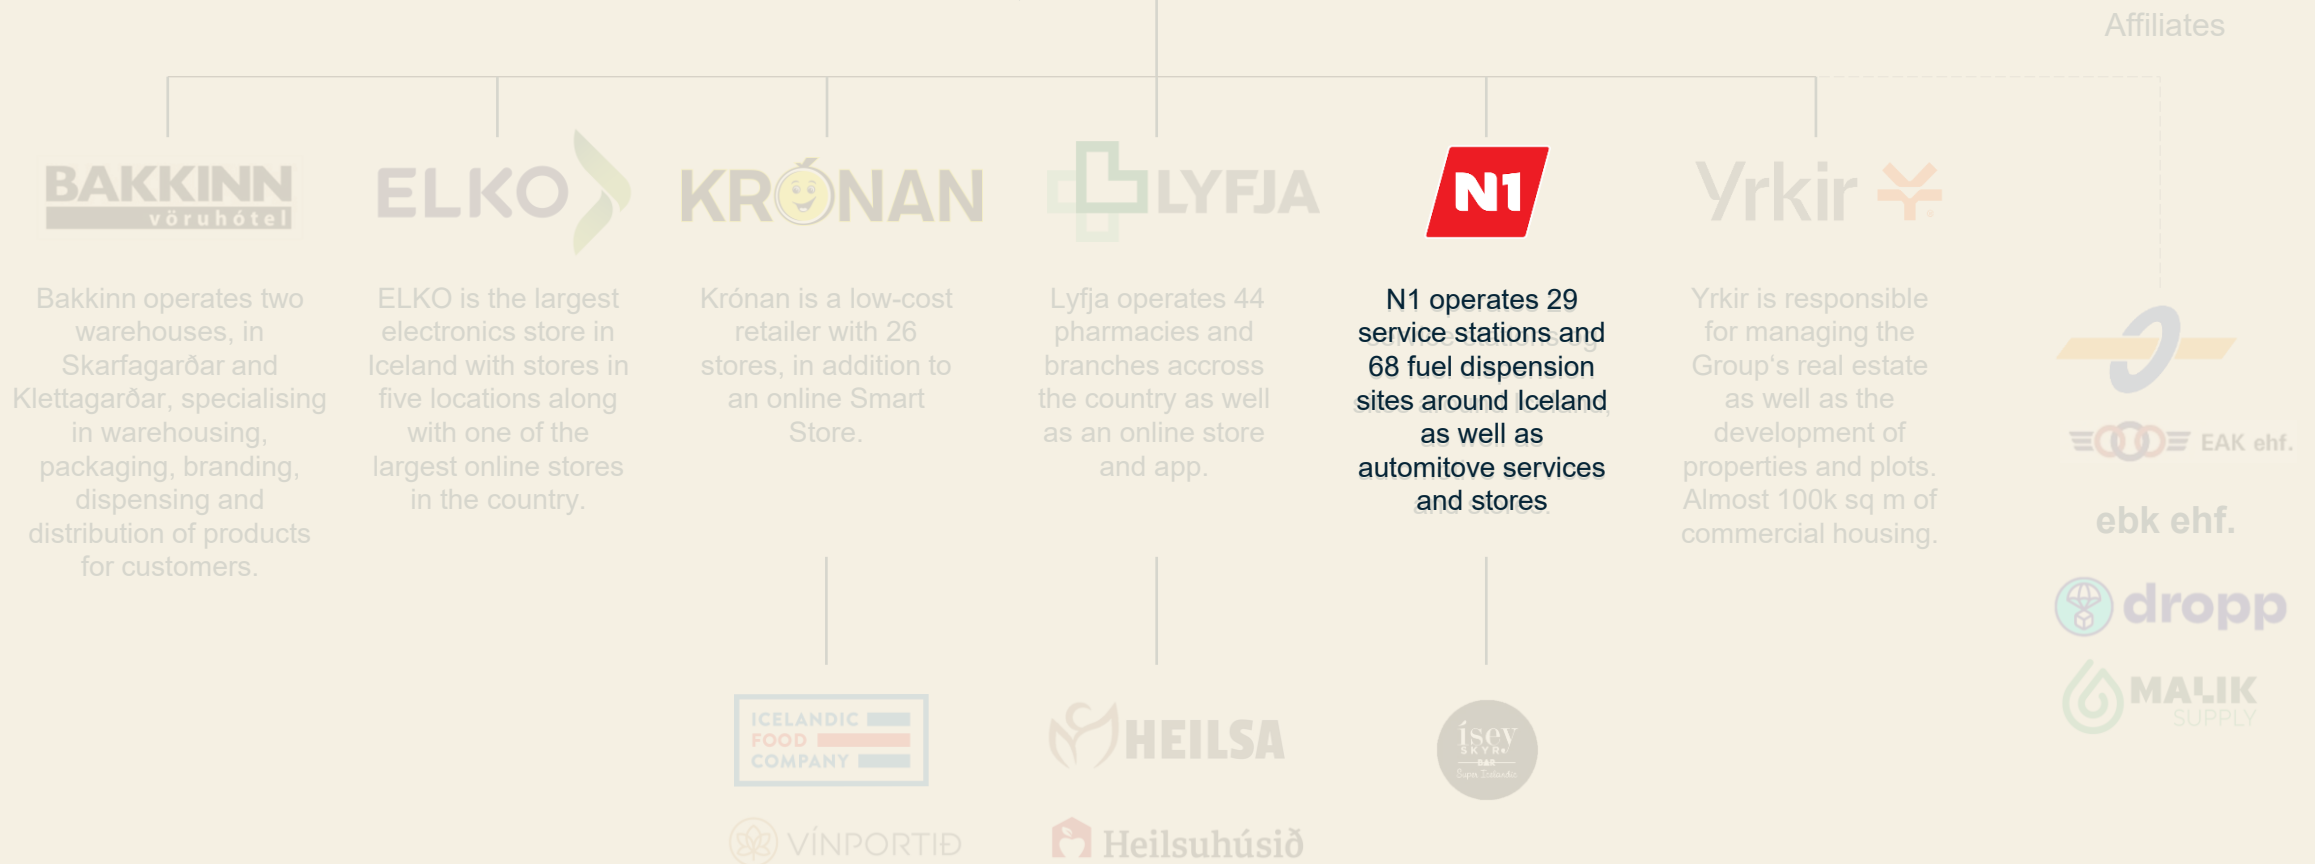 Affiliates
BAKKINN
vöruhótel
ELKO
KRÓNAN
LYFJA
N1
Yrkir
Bakkinn operates two
warehouses, in
Skarfagarðar and
Klettagarðar, specialising
in warehousing,
packaging, branding,
dispensing and
distribution of products
for customers.
ELKO is the largest
electronics store in
Iceland with stores in
five locations along
with one of the
largest online stores
in the country.
Krónan is a low-cost
retailer with 26
stores, in addition to
an online Smart
Store.
Lyfja operates 44
pharmacies and
branches accross
the country as well
as an online store
and app.
N1 operates 29
service stations and
68 fuel dispension
sites around Iceland
as well as
automitove services
and stores
Yrkir is responsible
for managing the
Group‘s real estate
as well as the
development of
properties and plots.
Almost 100k sq m of
commercial housing.
EAK ehf.
ebk ehf.
dropp
MALIK
SUPPLY
ICELANDIC
FOOD
COMPANY
VÍNPORTIÐ
HEILSA
Heilsuhúsið
ísey
SKYR
BAR